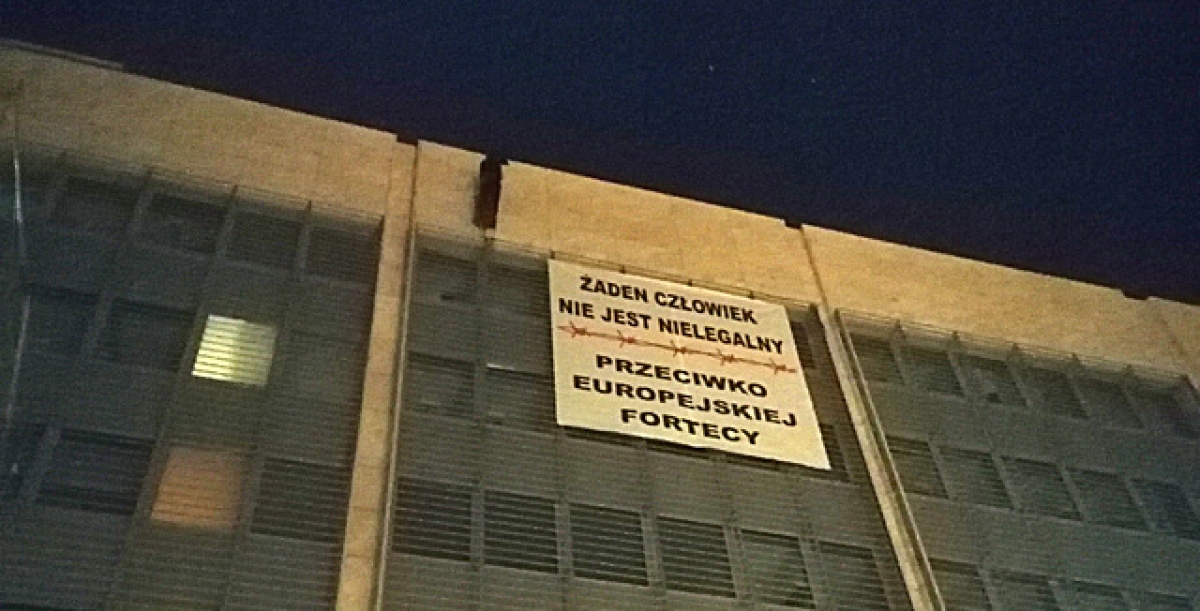 ŻADEN CZŁOWIEK
NIE JEST NIELEGALNY
PRZECIWKO
EUROPEJSKIEJ
FORTECY